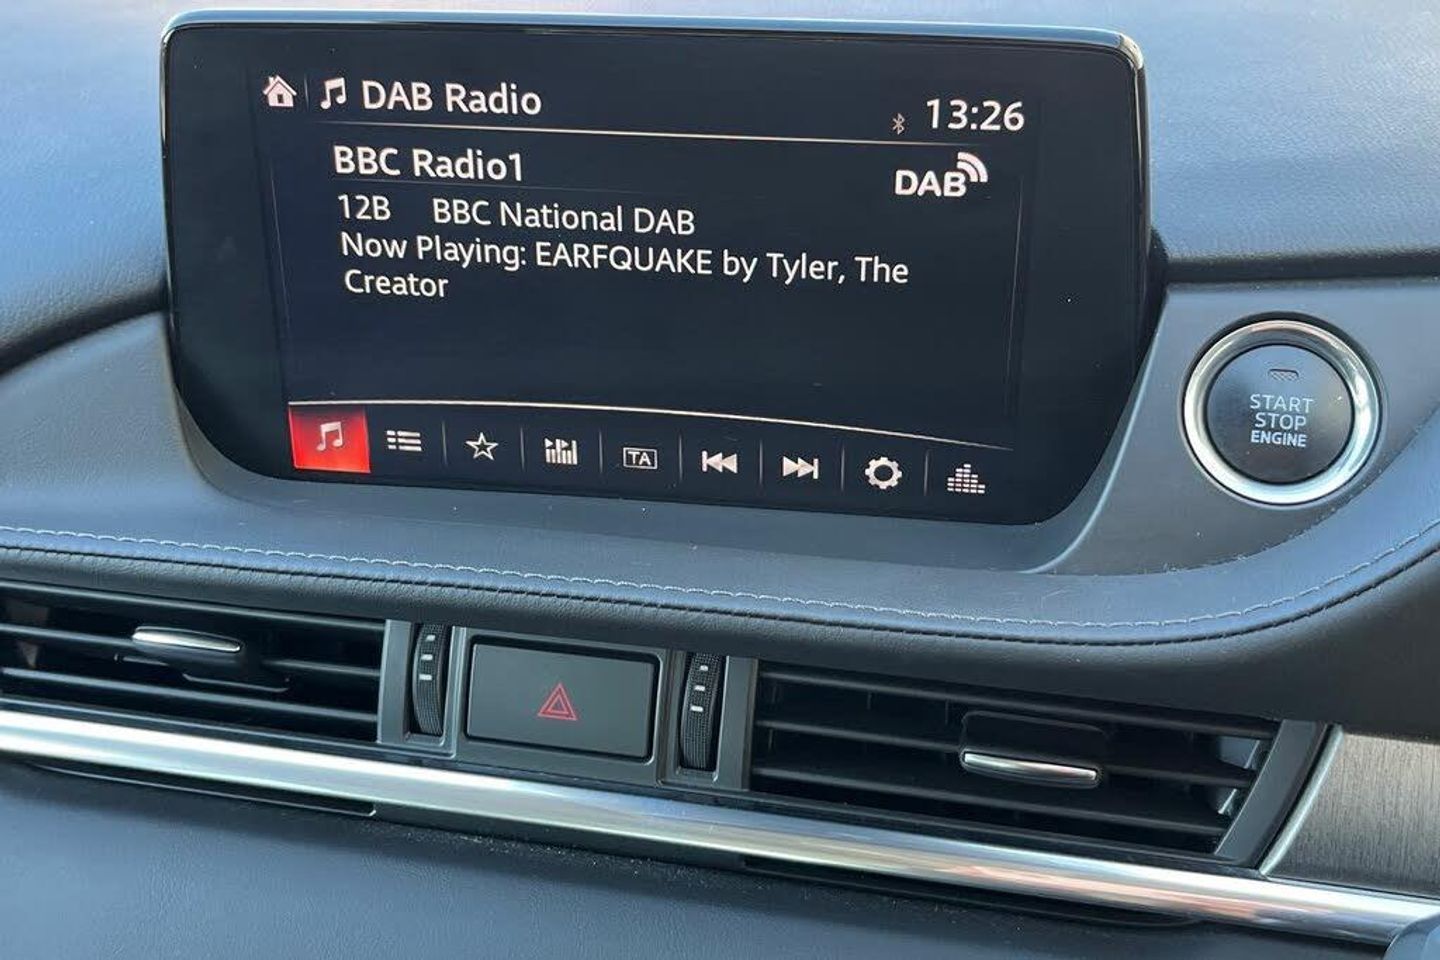 DAB Radio
13:26
BBC Radio1
DAB
12B BBC National DAB
Now Playing: EARFQUAKE by Tyler, The
Creator
TA
START
STOP
ENGINE